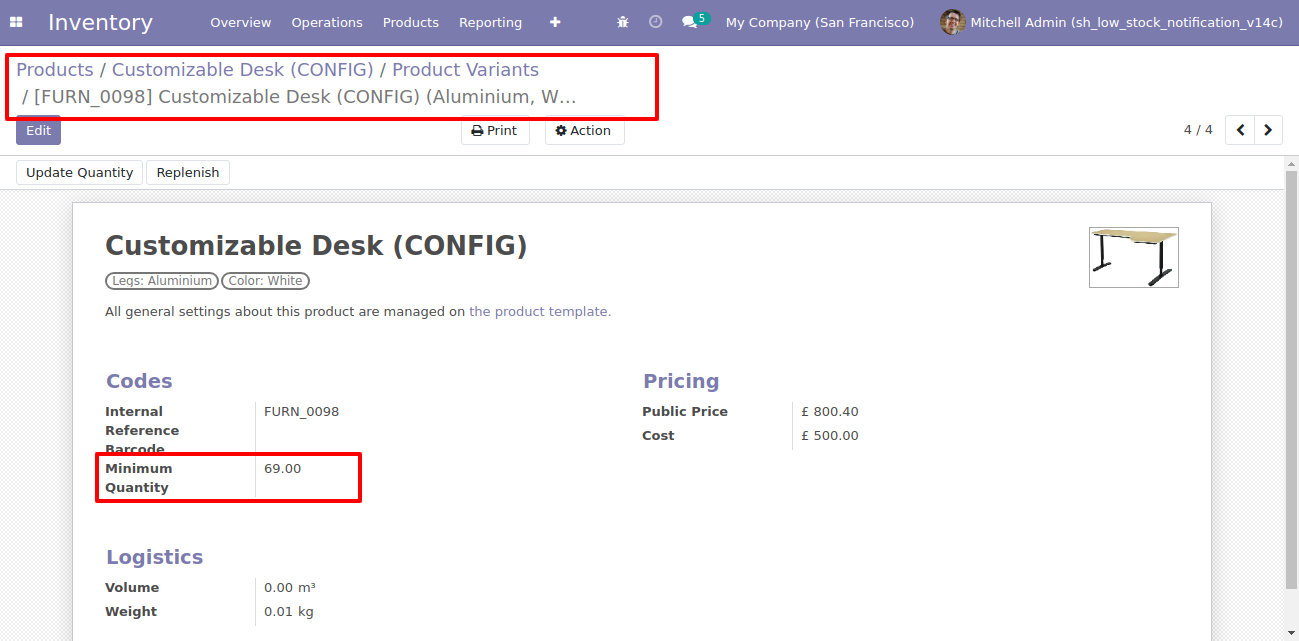 Inventory Overview Operations Products Reporting + 5 My Company (San Francisco) Mitchell Admin (sh_low_stock_notification_v14c)
Products / Customizable Desk (CONFIG) / Product Variants
/ [FURN_0098] Customizable Desk (CONFIG) (Aluminium, W...
Edit Print Action 4 / 4
Update Quantity Replenish
Customizable Desk (CONFIG)
Legs: Aluminium Color: White
All general settings about this product are managed on the product template.
Codes
Internal Reference FURN_0098
Barcode
Minimum Quantity 69.00
Pricing
Public Price £ 800.40
Cost £ 500.00
Logistics
Volume 0.00 m³
Weight 0.01 kg